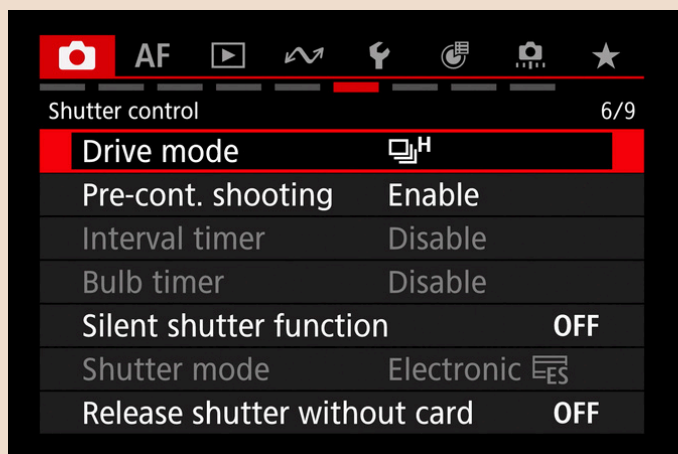 AF
Shutter control 6/9
Drive mode H
Pre-cont. shooting Enable
Interval timer Disable
Bulb timer Disable
Silent shutter function OFF
Shutter mode Electronic ES
Release shutter without card OFF